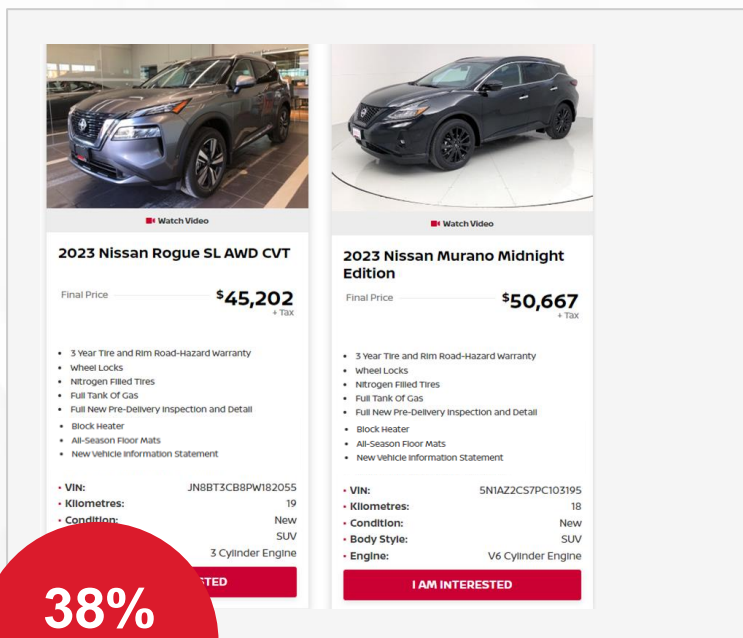 Watch Video
2023 Nissan Rogue SL AWD CVT
Final Price $45,202
+ Tax
3 Year Tire and Rim Road-Hazard Warranty
Wheel Locks
Nitrogen Filled Tires
Full Tank Of Gas
Full New Pre-Delivery Inspection and Detail
Block Heater
All-Season Floor Mats
New Vehicle Information Statement
VIN: JN8BT3CB8PW182055
Kilometres: 19
Condition: New
SUV
3 Cylinder Engine
TED
38%
Watch Video
2023 Nissan Murano Midnight
Edition
Final Price $50,667
+ Tax
3 Year Tire and Rim Road-Hazard Warranty
Wheel Locks
Nitrogen Filled Tires
Full Tank Of Gas
Full New Pre-Delivery Inspection and Detail
Block Heater
All-Season Floor Mats
New Vehicle Information Statement
VIN: 5N1AZ2CS7PC103195
Kilometres: 18
Condition: New
Body Style: SUV
Engine: V6 Cylinder Engine
I AM INTERESTED